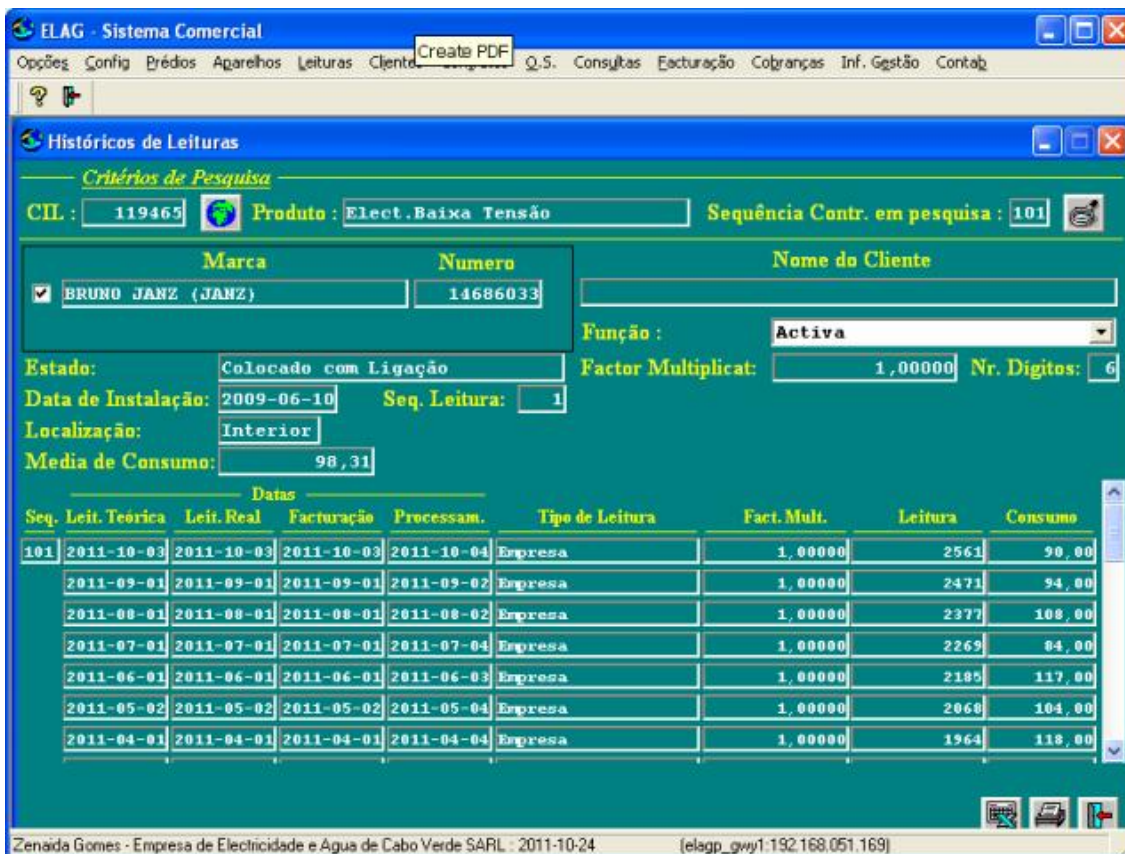 ELAG - Sistema Comercial
Create PDF
Opções Config Prédios Aparelhos Leituras Clientes O.S. Consultas Facturação Cobranças Inf. Gestão Contab
Históricos de Leituras
Critérios de Pesquisa
CIL : 119465 Produto : Elect.Baixa Tensão Sequência Contr. em pesquisa : 101
Marca Numero Nome do Cliente
BRUNO JANZ (JANZ) 14686033
Função : Activa
Estado: Colocado com Ligação Factor Multiplicat: 1,00000 Nr. Dígitos: 6
Data de Instalação: 2009-06-10 Seq. Leitura: 1
Localização: Interior
Media de Consumo: 98,31
Datas
Seq. Leit. Teórica Leit. Real Facturação Processam. Tipo de Leitura Fact. Mult. Leitura Consumo
101 2011-10-03 2011-10-03 2011-10-03 2011-10-04 Empresa 1,00000 2561 90,00
2011-09-01 2011-09-01 2011-09-01 2011-09-02 Empresa 1,00000 2471 94,00
2011-08-01 2011-08-01 2011-08-01 2011-08-02 Empresa 1,00000 2377 108,00
2011-07-01 2011-07-01 2011-07-01 2011-07-04 Empresa 1,00000 2269 84,00
2011-06-01 2011-06-01 2011-06-01 2011-06-03 Empresa 1,00000 2185 117,00
2011-05-02 2011-05-02 2011-05-02 2011-05-04 Empresa 1,00000 2068 104,00
2011-04-01 2011-04-01 2011-04-01 2011-04-04 Empresa 1,00000 1964 118,00
Zenaida Gomes - Empresa de Electricidade e Agua de Cabo Verde SARL : 2011-10-24 (elagp_gwy1:192.168.051.169)